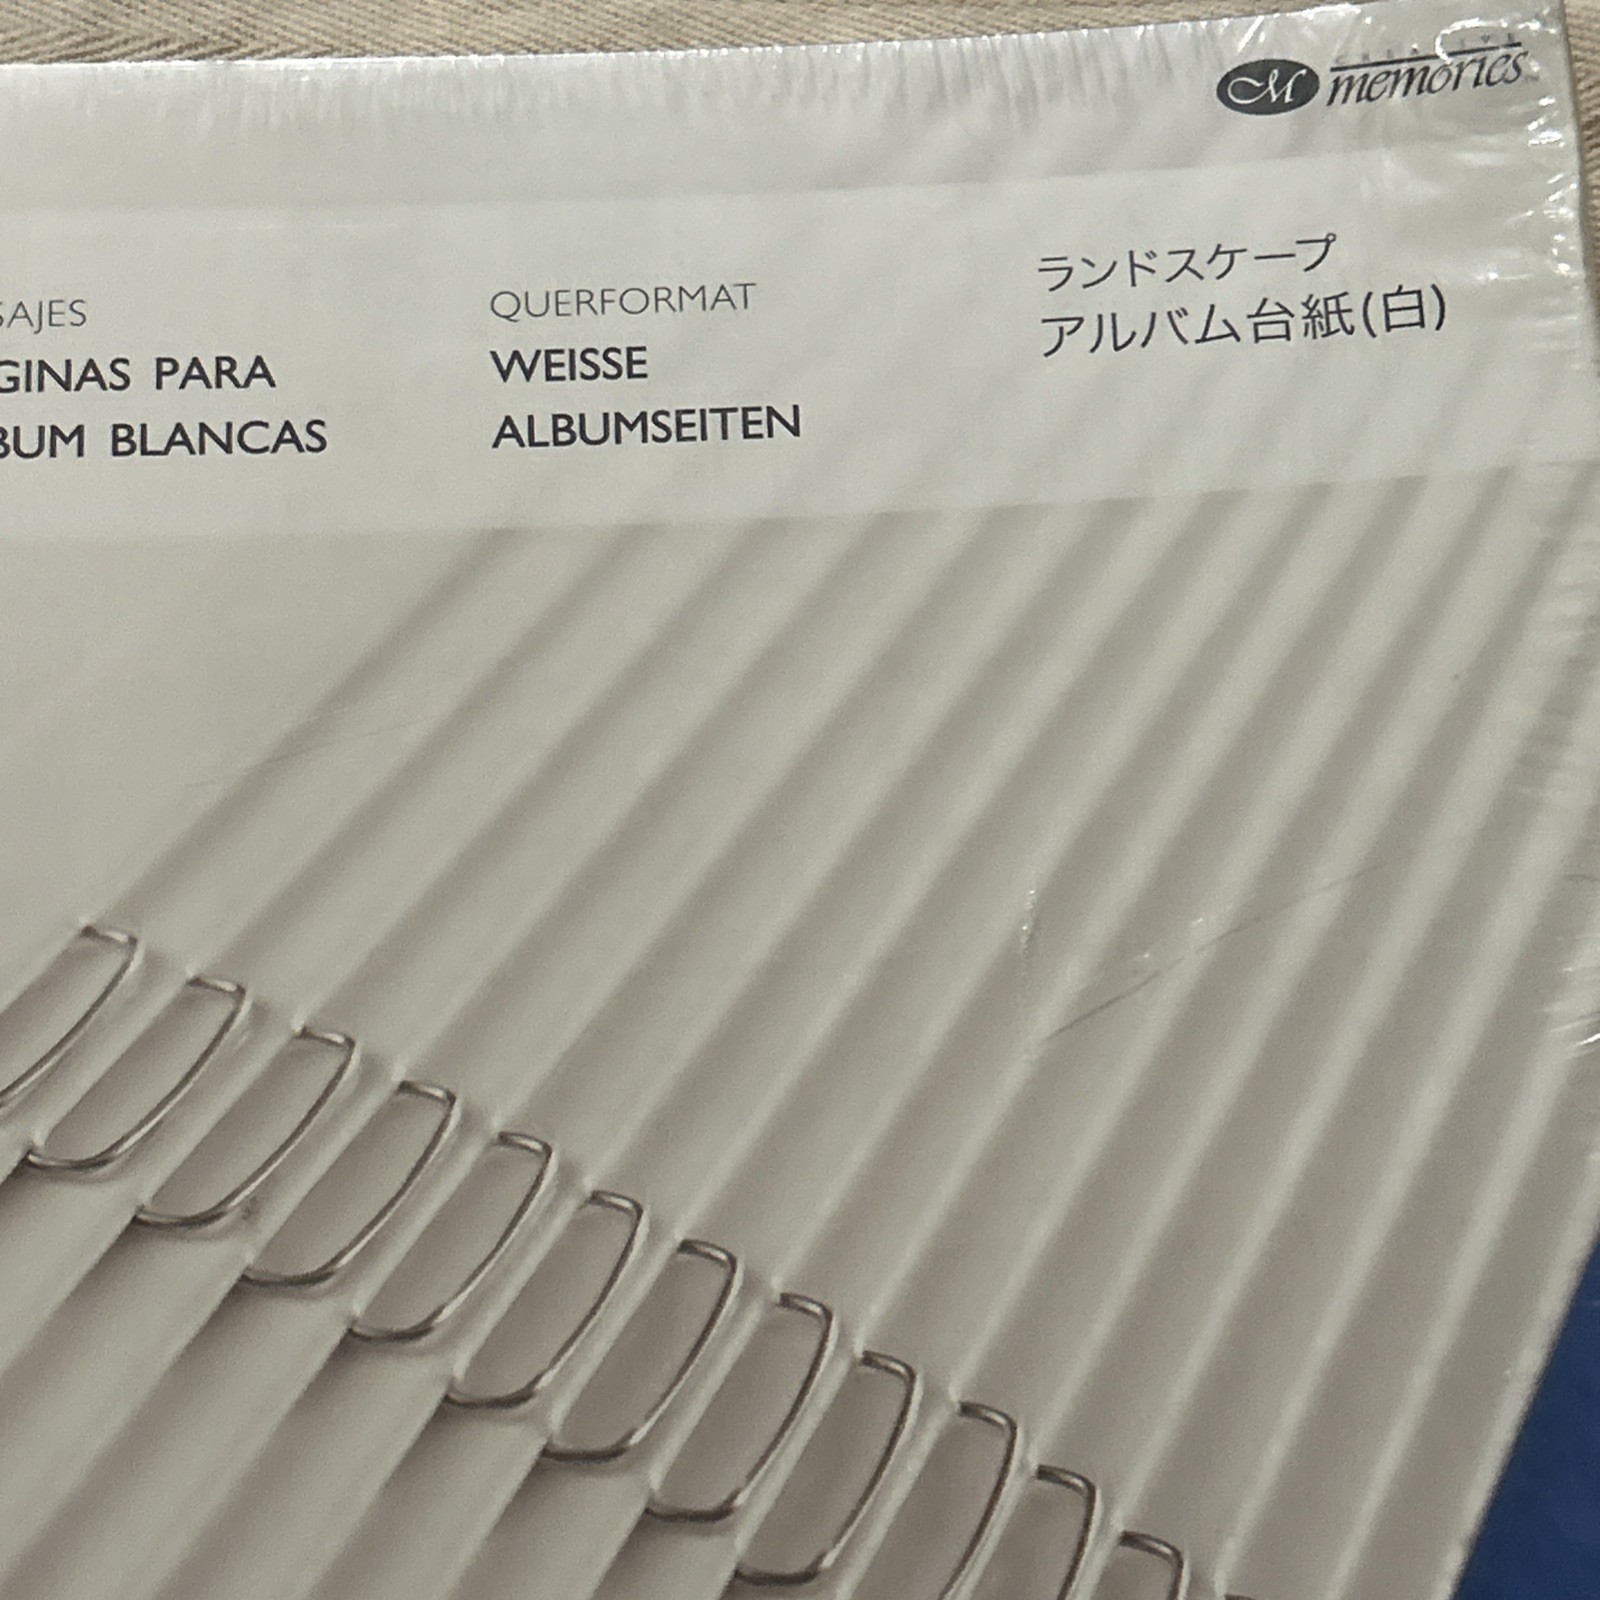 CREATIVE
memories
SAJES
GINAS PARA
BUM BLANCAS
QUERFORMAT
WEISSE
ALBUMSEITEN
ランドスケープ
アルバム台紙(白)